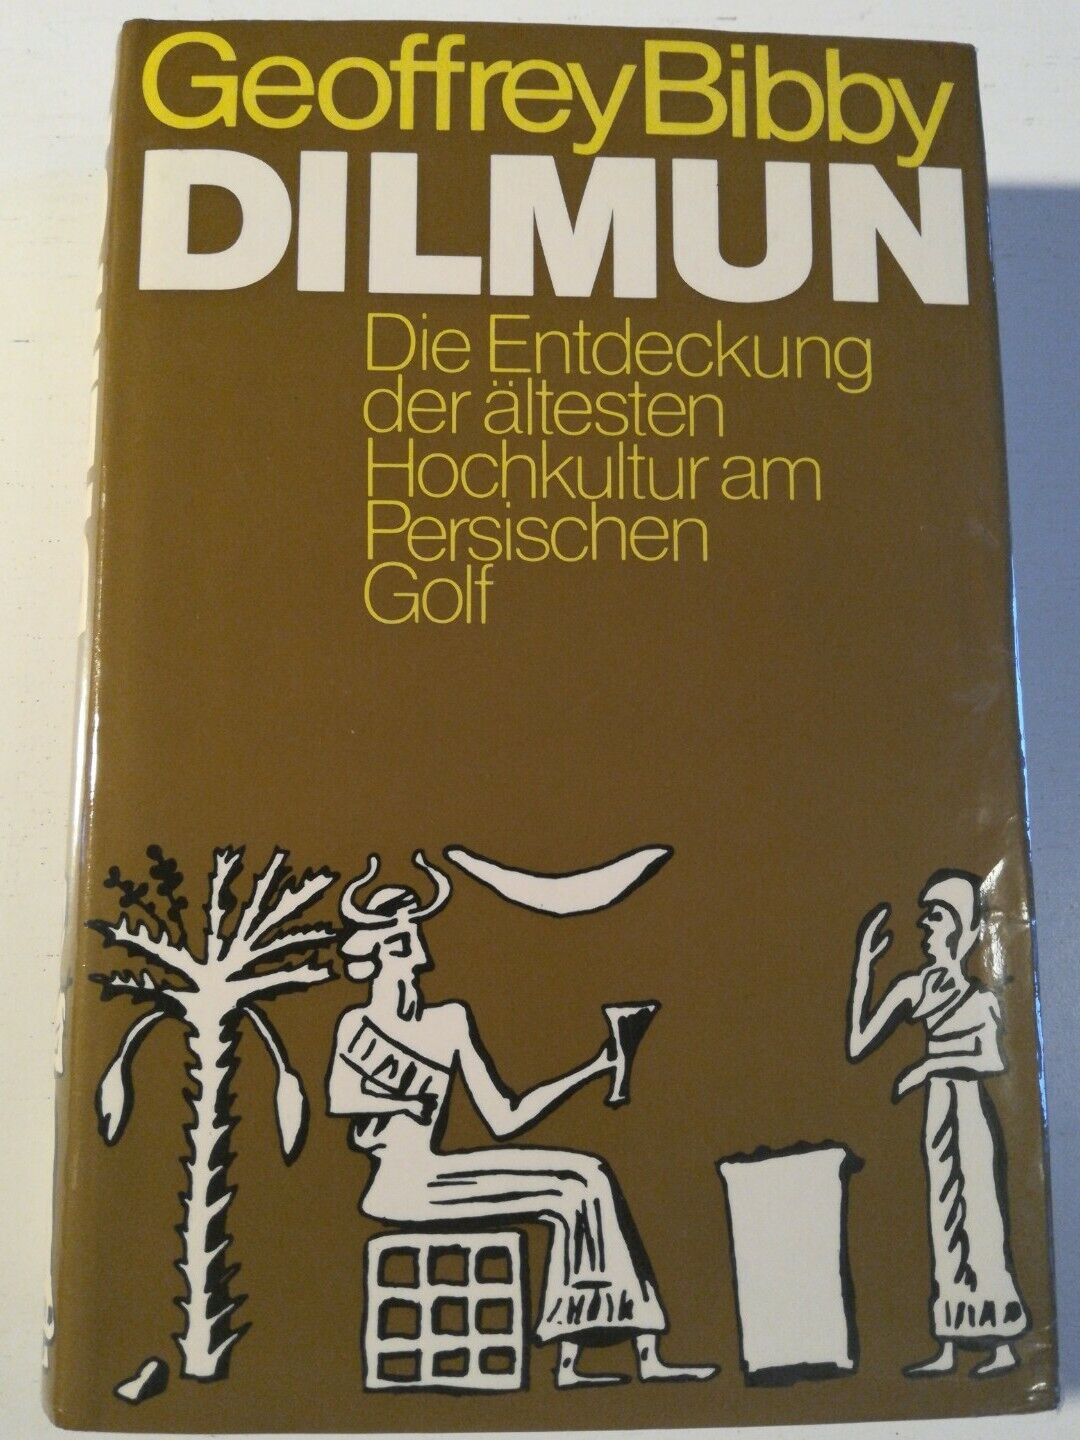 Geoffrey Bibby
DILMUN
Die Entdeckung
der ältesten
Hochkultur am
Persischen
Golf